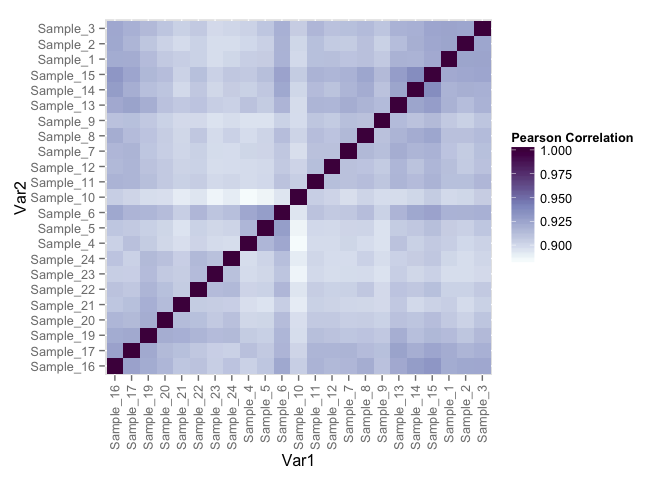 Var2
Sample_3
Sample_2
Sample_1
Sample_15
Sample_14
Sample_13
Sample_9
Sample_8
Sample_7
Sample_12
Sample_11
Sample_10
Sample_6
Sample_5
Sample_4
Sample_24
Sample_23
Sample_22
Sample_21
Sample_20
Sample_19
Sample_17
Sample_16
Sample_16
Sample_17
Sample_19
Sample_20
Sample_21
Sample_22
Sample_23
Sample_24
Sample_4
Sample_5
Sample_6
Sample_10
Sample_11
Sample_12
Sample_7
Sample_8
Sample_9
Sample_13
Sample_14
Sample_15
Sample_1
Sample_2
Sample_3
Var1
Pearson Correlation
1.000
0.975
0.950
0.925
0.900